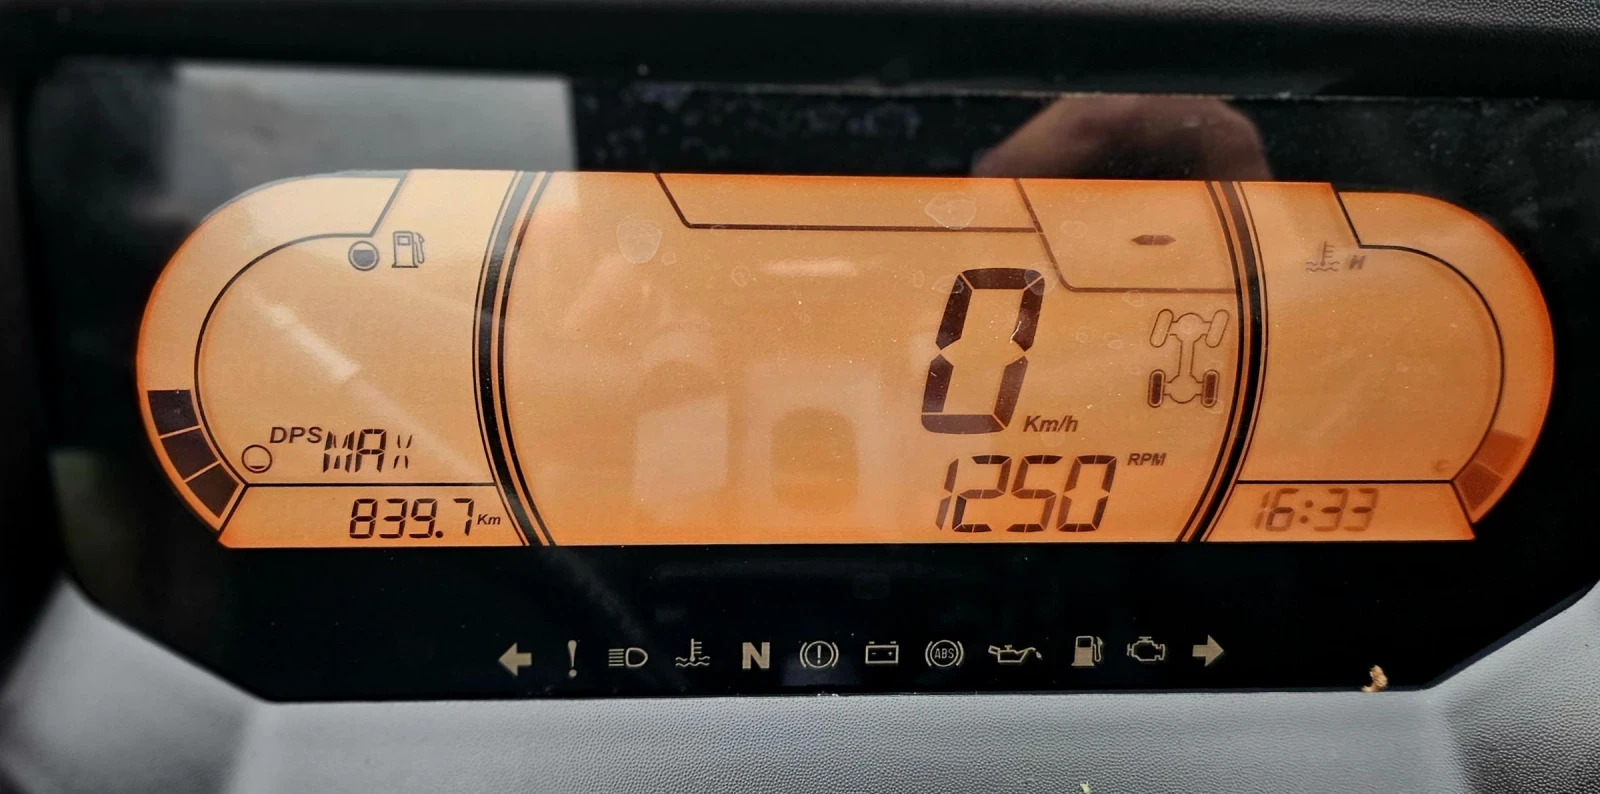 H
0
Km/h
DPS MAX
1250 RPM
839.7 Km
16:33
N
ABS